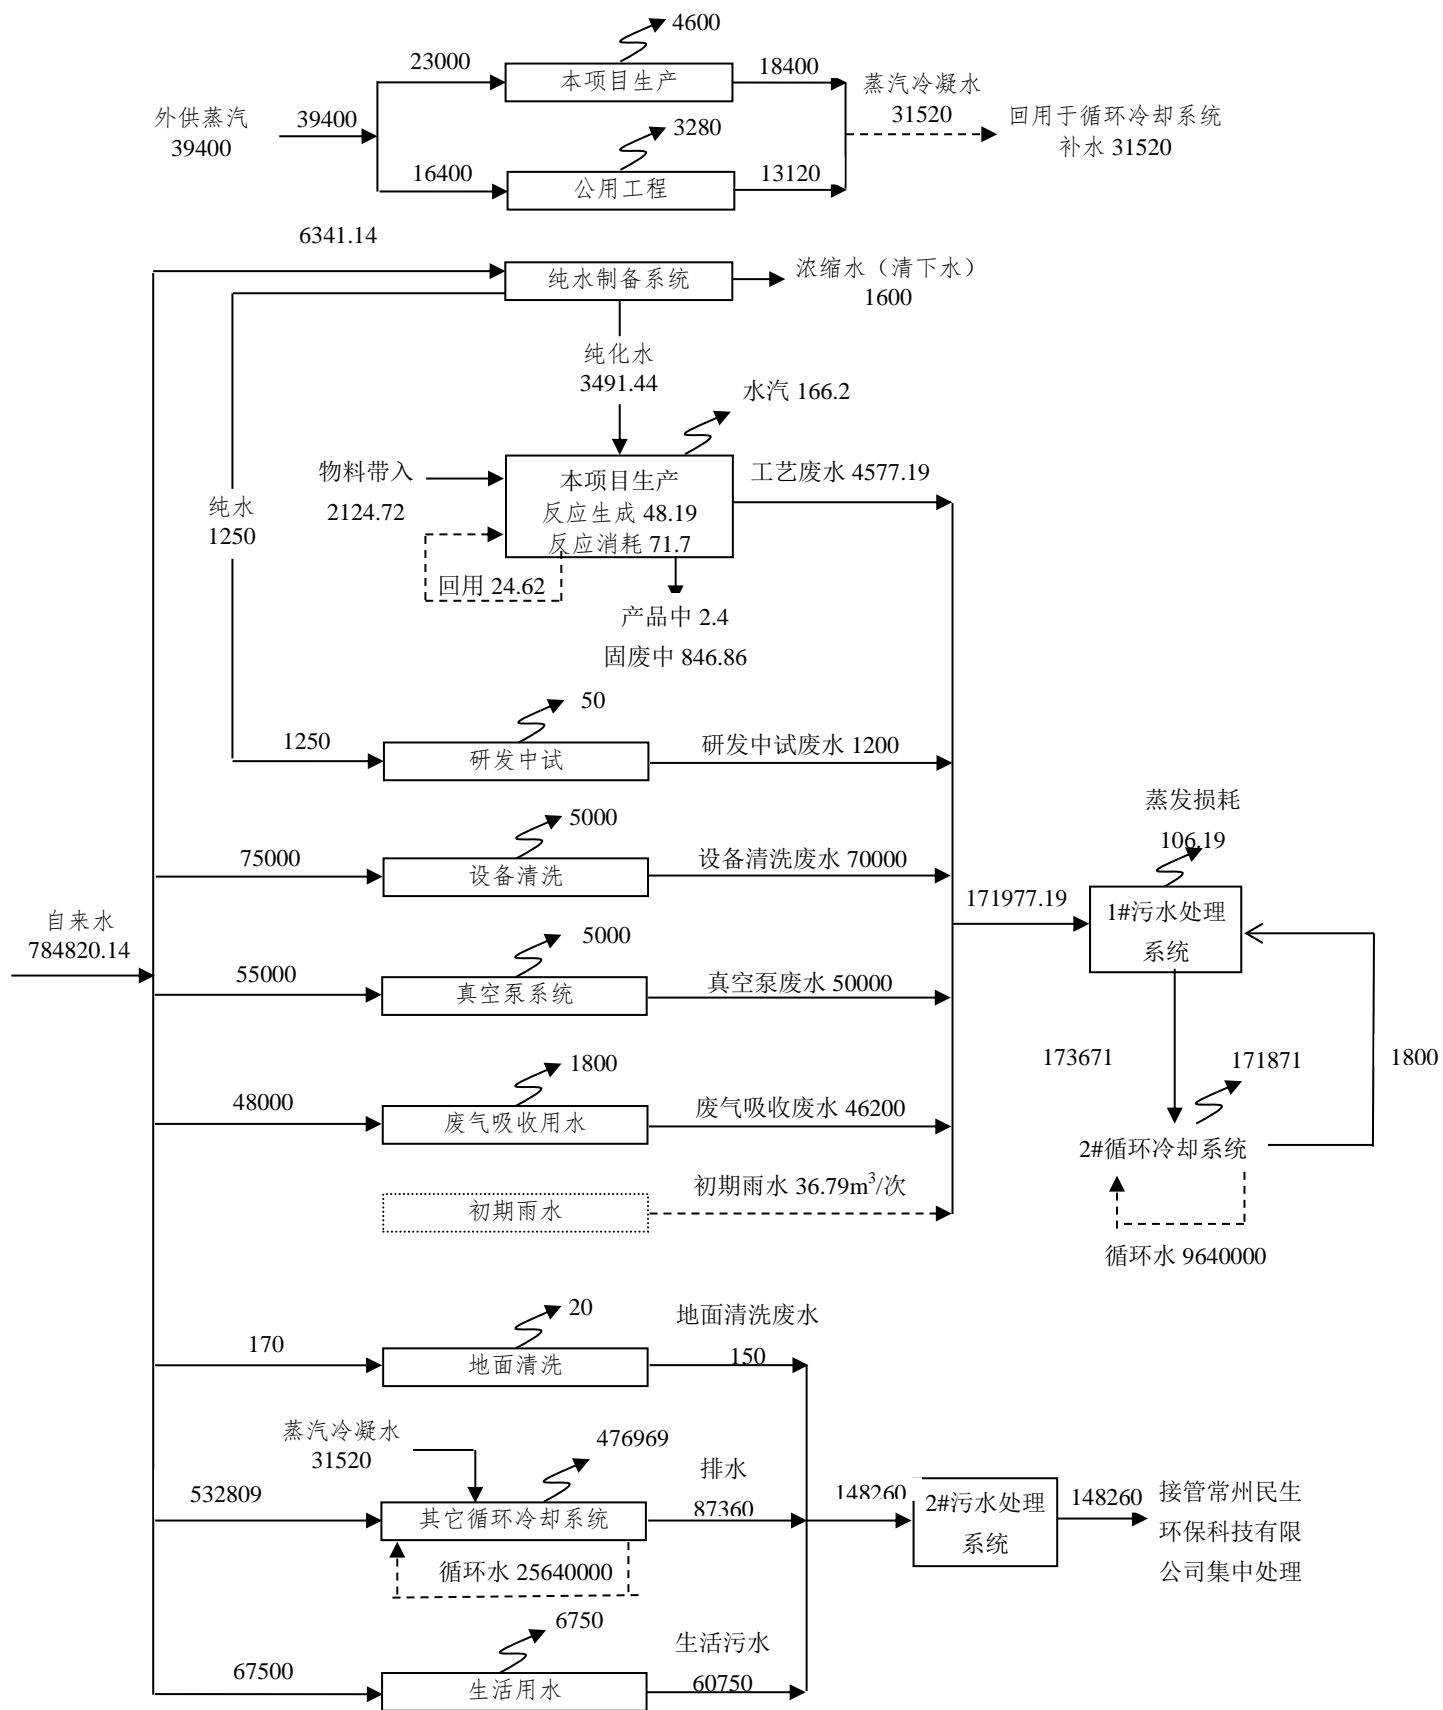 4600
23000
本项目生产
18400
外供蒸汽
39400
39400
蒸汽冷凝水
31520
回用于循环冷却系统
补水 31520
3280
16400
公用工程
13120
6341.14
纯水制备系统
浓缩水（清下水）
1600
纯化水
3491.44
水汽 166.2
纯水
1250
物料带入
2124.72
本项目生产
反应生成 48.19
反应消耗 71.7
工艺废水 4577.19
回用 24.62
产品中 2.4
固废中 846.86
50
1250
研发中试
研发中试废水 1200
5000
75000
设备清洗
设备清洗废水 70000
蒸发损耗
106.19
171977.19
1#污水处理
系统
自来水
784820.14
5000
55000
真空泵系统
真空泵废水 50000
1800
48000
废气吸收用水
废气吸收废水 46200
173671
171871
1800
2#循环冷却系统
循环水 9640000
初期雨水
初期雨水 36.79m³/次
20
170
地面清洗
地面清洗废水
150
蒸汽冷凝水
31520
476969
532809
其它循环冷却系统
排水
87360
循环水 25640000
148260
2#污水处理
系统
148260
接管常州民生
环保科技有限
公司集中处理
6750
67500
生活用水
生活污水
60750